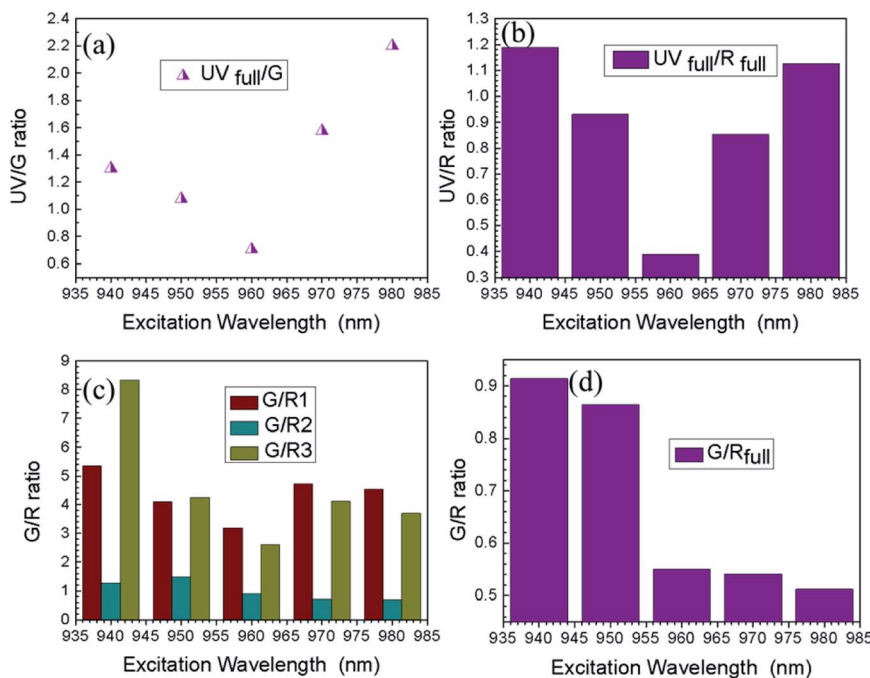 (a)
UV full/G
2.4
2.2
2.0
1.8
1.6
1.4
1.2
1.0
0.8
0.6
UV/G ratio
935 940 945 950 955 960 965 970 975 980 985
Excitation Wavelength (nm)
(b)
UV full/R full
1.3
1.2
1.1
1.0
0.9
0.8
0.7
0.6
0.5
0.4
0.3
UV/R ratio
935 940 945 950 955 960 965 970 975 980 985
Excitation Wavelength (nm)
(c)
G/R1
G/R2
G/R3
9
8
7
6
5
4
3
2
1
0
G/R ratio
935 940 945 950 955 960 965 970 975 980 985
Excitation Wavelength (nm)
(d)
G/Rfull
0.9
0.8
0.7
0.6
0.5
G/R ratio
935 940 945 950 955 960 965 970 975 980 985
Excitation Wavelength (nm)